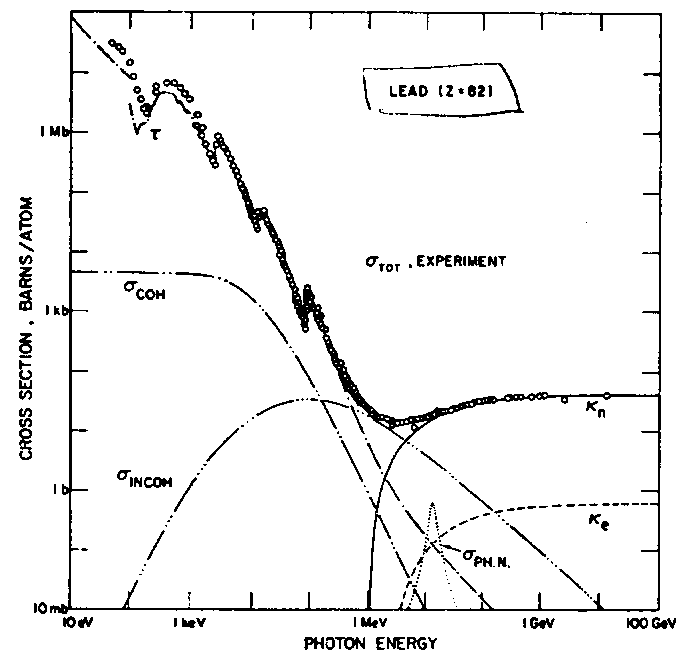 LEAD (Z=82)
1 Mb
τ
CROSS SECTION, BARNS/ATOM
σTOT, EXPERIMENT
σCOH
1 kb
κn
σINCOH
1 b
κe
σPH.N.
10 mb
10 eV
1 keV
1 MeV
1 GeV
100 GeV
PHOTON ENERGY